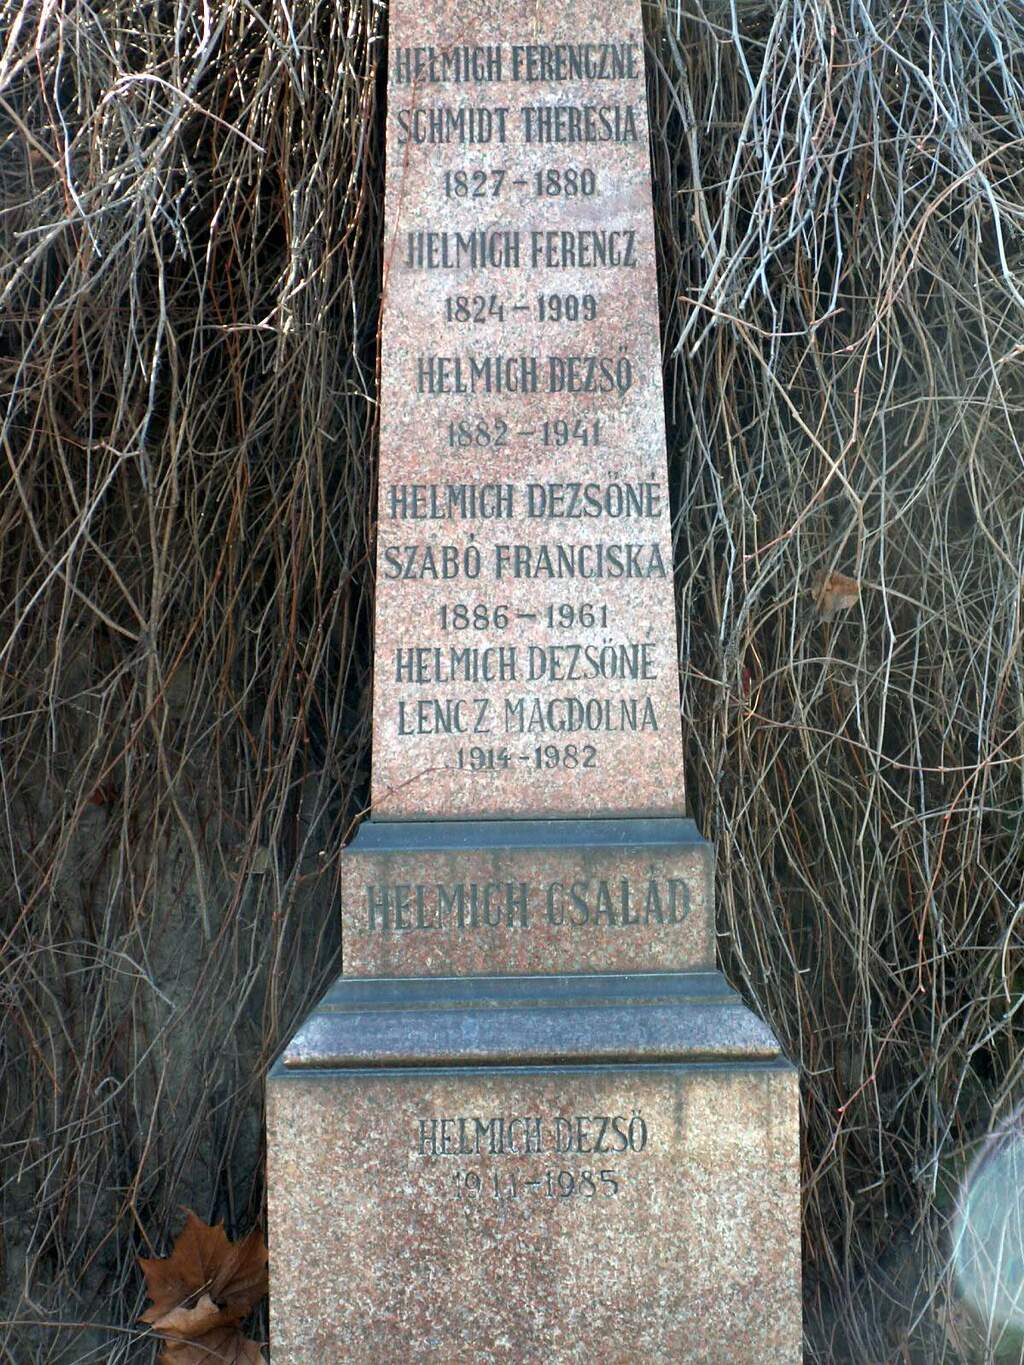 HELMICH FERENCZNE
SCHMIDT THERESIA
1827-1880
HELMICH FERENCZ
1824-1909
HELMICH DEZSŐ
1882-1941
HELMICH DEZSŐNÉ
SZABÓ FRANCISKA
1886-1961
HELMICH DEZSŐNÉ
LENCZ MAGDOLNA
1914-1982
HELMICH CSALÁD
HELMICH DEZSŐ
1911-1985